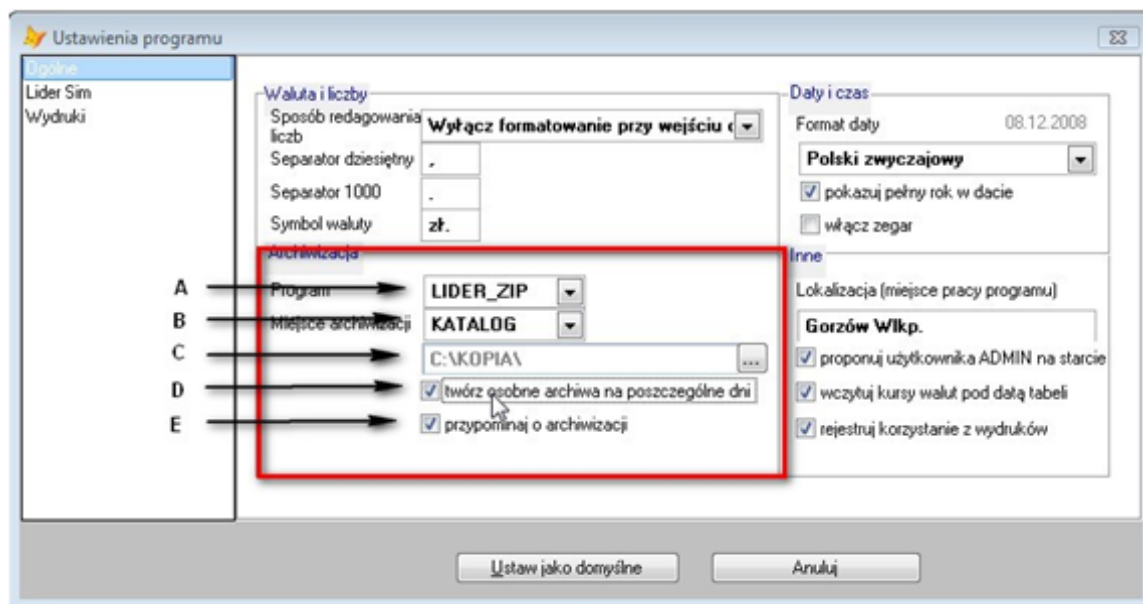 Ustawienia programu
Ogólne
Lider Sim
Wydruki
Waluta i liczby
Sposób redagowania liczb
Wyłącz formatowanie przy wejściu
Separator dziesiętny ,
Separator 1000 .
Symbol waluty zł.
Daty i czas
Format daty 08.12.2008
Polski zwyczajowy
pokazuj pełny rok w dacie
włącz zegar
Archiwizacja
A Program LIDER_ZIP
B Miejsce archiwizacji KATALOG
C C:\KOPIA\ ...
D twórz osobne archiwa na poszczególne dni
E przypominaj o archiwizacji
Inne
Lokalizacja (miejsce pracy programu)
Gorzów Wlkp.
proponuj użytkownika ADMIN na starcie
wczytuj kursy walut pod datą tabeli
rejestruj korzystanie z wydruków
Ustaw jako domyślne
Anuluj